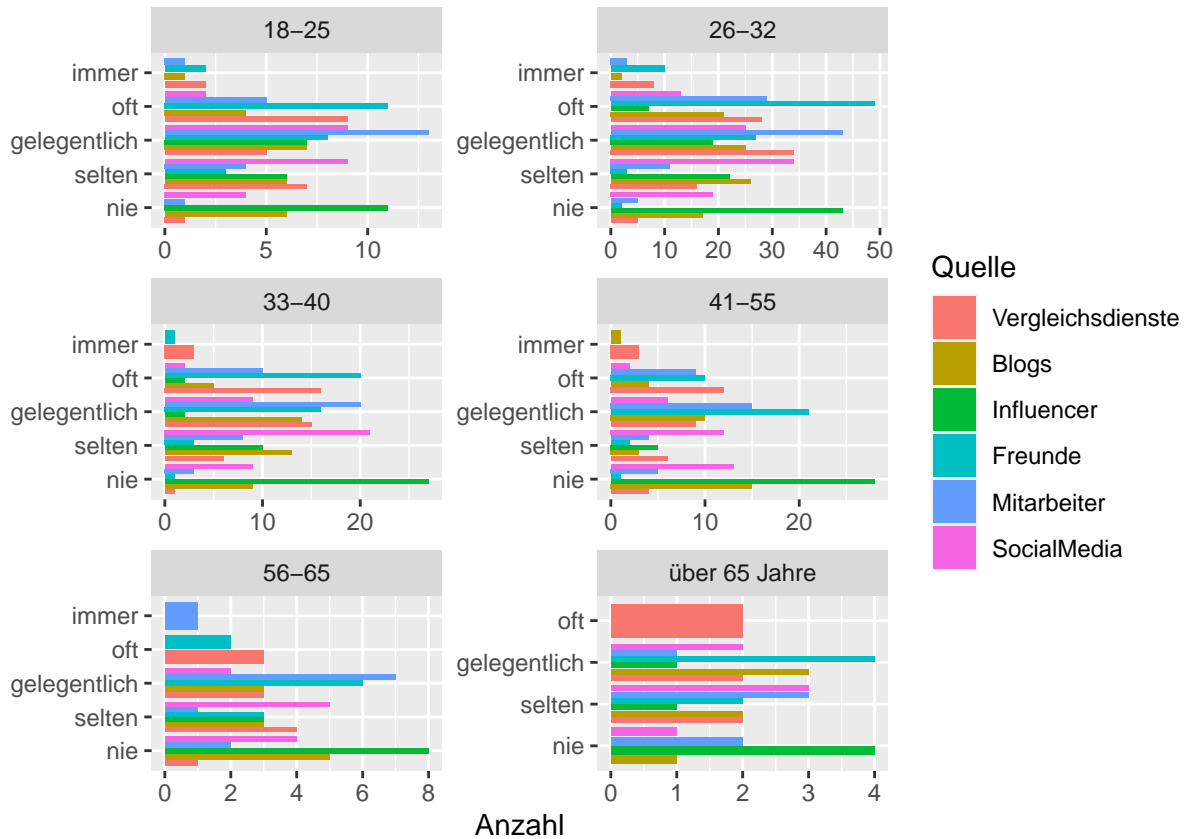 18−25
immer
oft
gelegentlich
selten
nie
0 5 10
26−32
immer
oft
gelegentlich
selten
nie
0 10 20 30 40 50
33−40
immer
oft
gelegentlich
selten
nie
0 10 20
41−55
immer
oft
gelegentlich
selten
nie
0 10 20
56−65
immer
oft
gelegentlich
selten
nie
0 2 4 6 8
über 65 Jahre
oft
gelegentlich
selten
nie
0 1 2 3 4
Anzahl
Quelle
Vergleichsdienste
Blogs
Influencer
Freunde
Mitarbeiter
SocialMedia